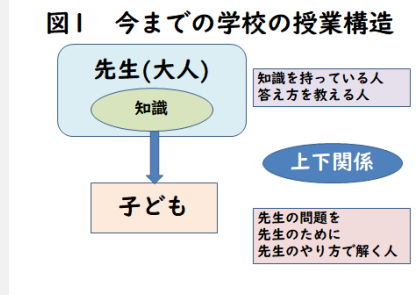 図1 今までの学校の授業構造
先生(大人)
知識
知識を持っている人
答え方を教える人
上下関係
子ども
先生の問題を
先生のために
先生のやり方で解く人